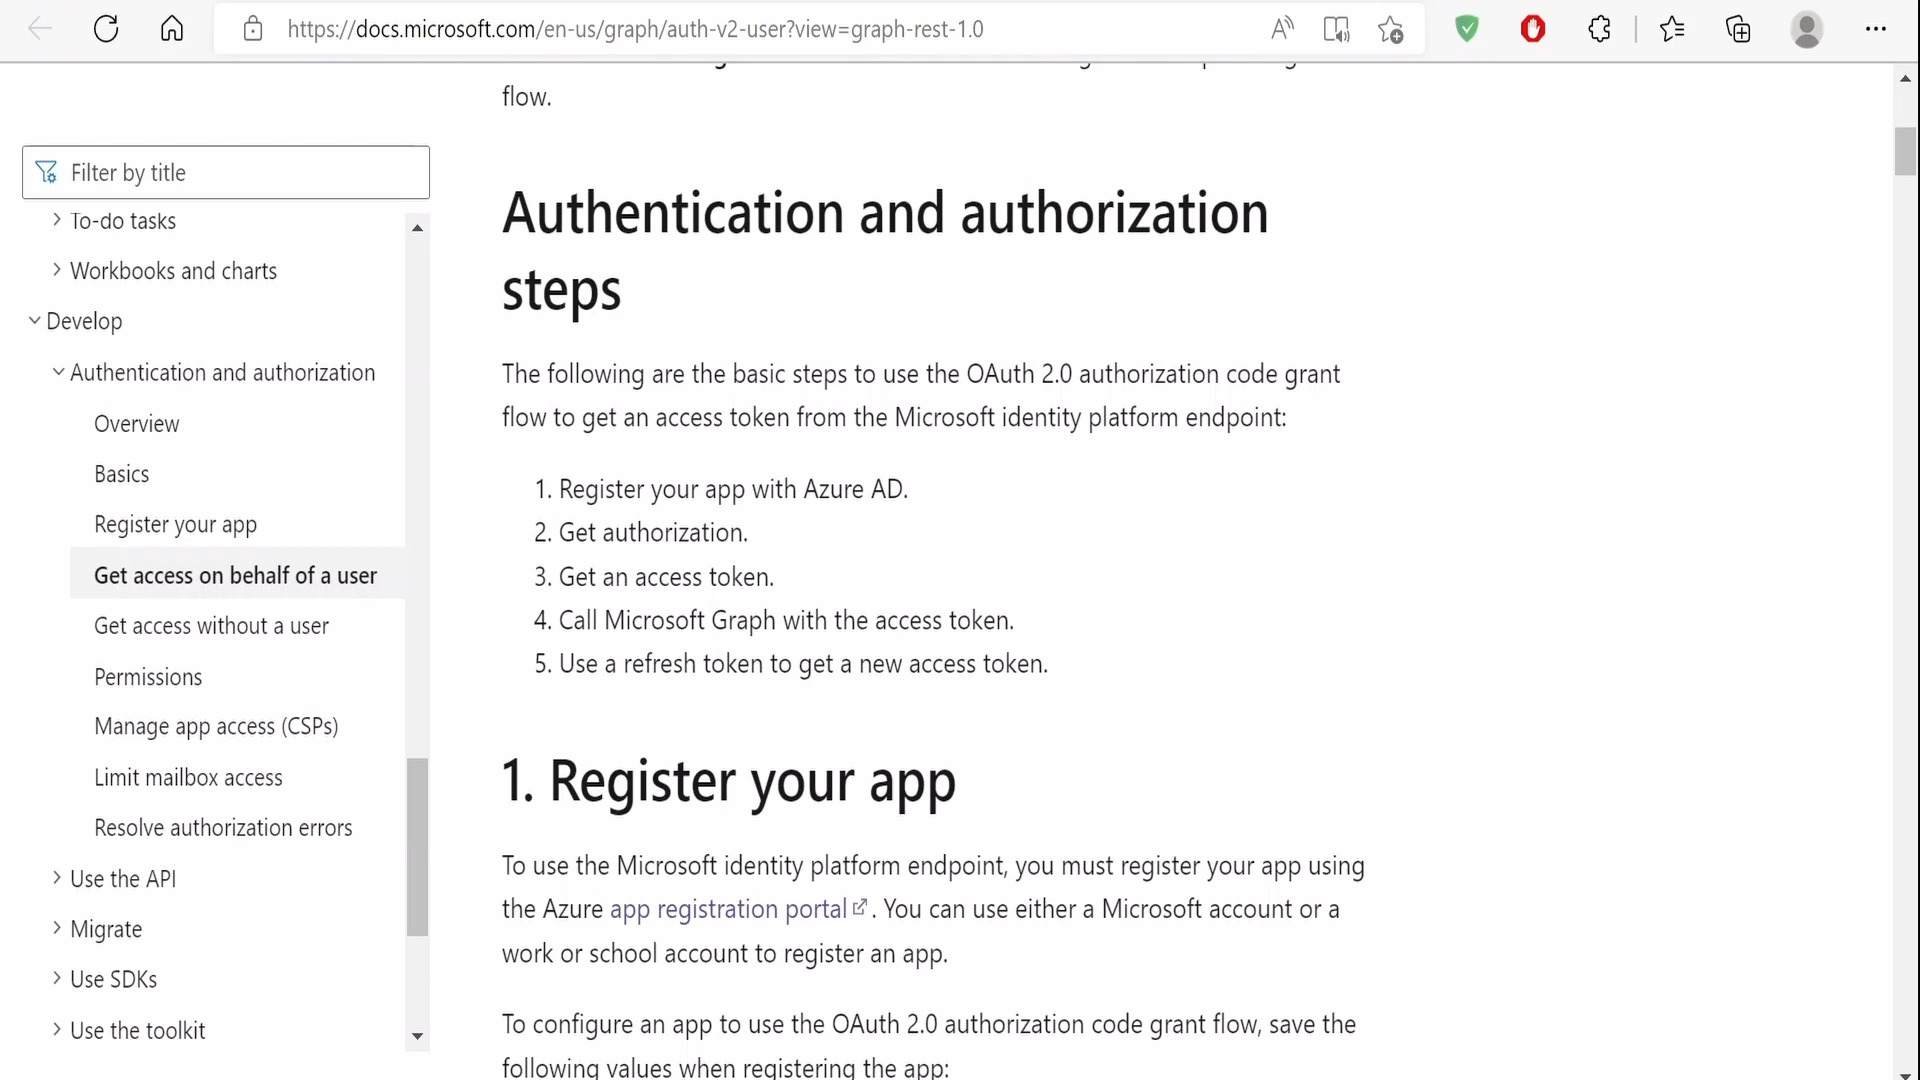 https://docs.microsoft.com/en-us/graph/auth-v2-user?view=graph-rest-1.0
flow.
Filter by title
To-do tasks
Workbooks and charts
Develop
Authentication and authorization
Overview
Basics
Register your app
Get access on behalf of a user
Get access without a user
Permissions
Manage app access (CSPs)
Limit mailbox access
Resolve authorization errors
Use the API
Migrate
Use SDKs
Use the toolkit
Authentication and authorization
steps
The following are the basic steps to use the OAuth 2.0 authorization code grant
flow to get an access token from the Microsoft identity platform endpoint:
1. Register your app with Azure AD.
2. Get authorization.
3. Get an access token.
4. Call Microsoft Graph with the access token.
5. Use a refresh token to get a new access token.
1. Register your app
To use the Microsoft identity platform endpoint, you must register your app using
the Azure app registration portal. You can use either a Microsoft account or a
work or school account to register an app.
To configure an app to use the OAuth 2.0 authorization code grant flow, save the
following values when registering the app: